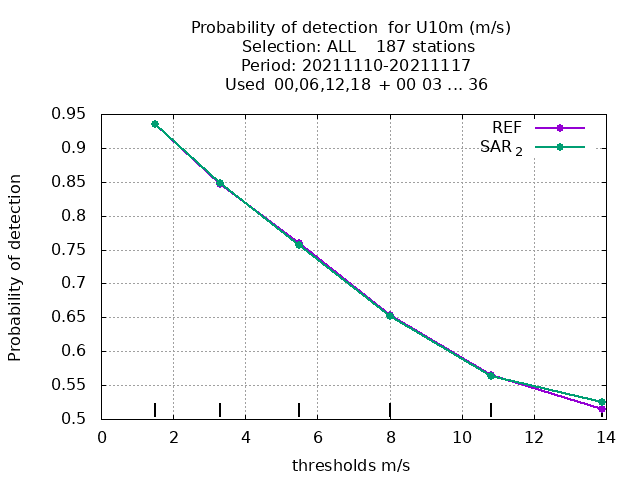 Probability of detection  for U10m (m/s)
Selection: ALL    187 stations
Period: 20211110-20211117
Used  00,06,12,18  + 00 03 ... 36
REF
SAR 2
0.95
0.9
0.85
0.8
0.75
0.7
0.65
0.6
0.55
0.5
Probability of detection
0 2 4 6 8 10 12 14
thresholds m/s